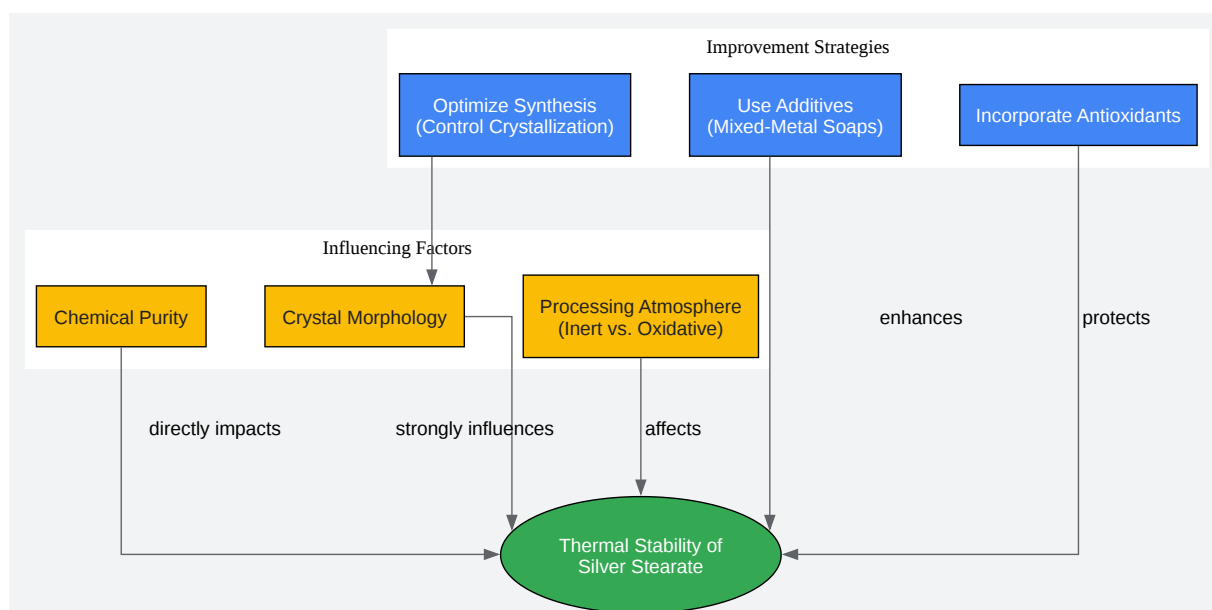 Improvement Strategies
Optimize Synthesis
(Control Crystallization)
Use Additives
(Mixed-Metal Soaps)
Incorporate Antioxidants
Influencing Factors
Chemical Purity
Crystal Morphology
Processing Atmosphere
(Inert vs. Oxidative)
enhances
protects
directly impacts
strongly influences
affects
Thermal Stability of
Silver Stearate